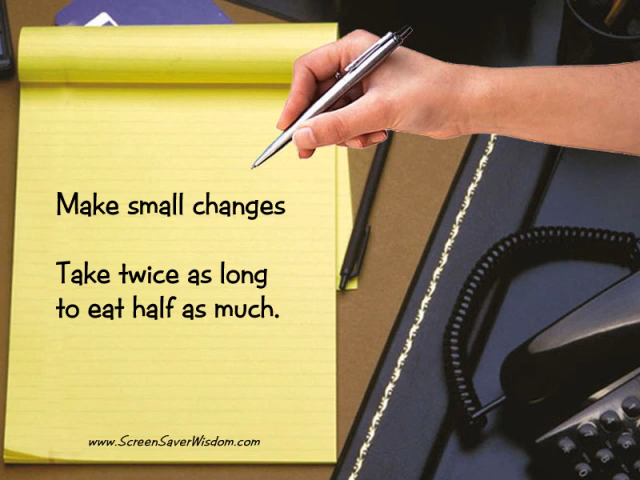 Make small changes
Take twice as long
to eat half as much.
www.ScreenSaverWisdom.com